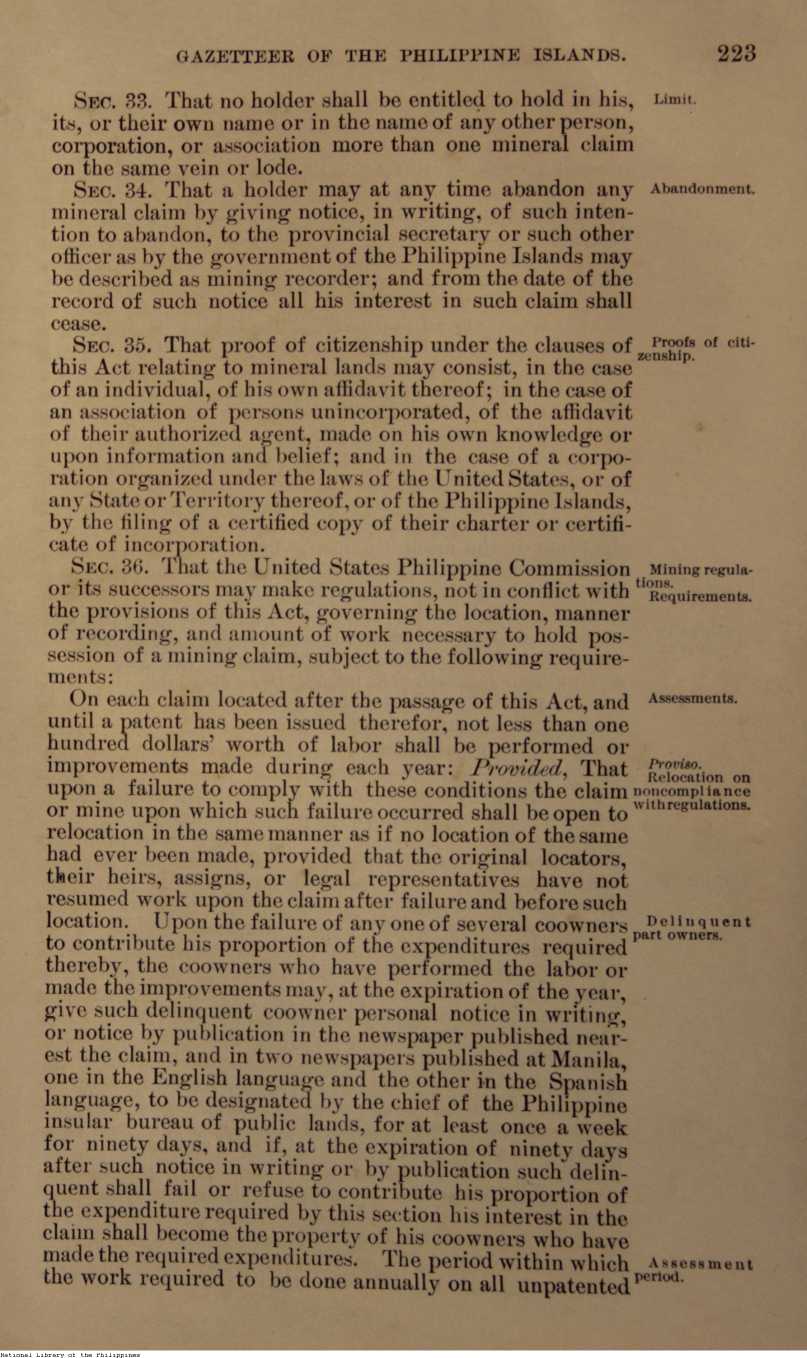 GAZETTEER OF THE PHILIPPINE ISLANDS. 223
SEC. 33. That no holder shall be entitled to hold in his, Limit.
its, or their own name or in the name of any other person,
corporation, or association more than one mineral claim
on the same vein or lode.
SEC. 34. That a holder may at any time abandon any Abandonment.
mineral claim by giving notice, in writing, of such inten-
tion to abandon, to the provincial secretary or such other
officer as by the government of the Philippine Islands may
be described as mining recorder; and from the date of the
record of such notice all his interest in such claim shall
cease.
SEC. 35. That proof of citizenship under the clauses of Proofs of citi-
this Act relating to mineral lands may consist, in the case zenship.
of an individual, of his own affidavit thereof; in the case of
an association of persons unincorporated, of the affidavit
of their authorized agent, made on his own knowledge or
upon information and belief; and in the case of a corpo-
ration organized under the laws of the United States, or of
any State or Territory thereof, or of the Philippine Islands,
by the filing of a certified copy of their charter or certifi-
cate of incorporation.
SEC. 36. That the United States Philippine Commission Mining regula-
or its successors may make regulations, not in conflict with tions.
Requirements.
the provisions of this Act, governing the location, manner
of recording, and amount of work necessary to hold pos-
session of a mining claim, subject to the following require-
ments:
On each claim located after the passage of this Act, and Assessments.
until a patent has been issued therefor, not less than one
hundred dollars' worth of labor shall be performed or
improvements made during each year: Provided, That Proviso.
Relocation on
upon a failure to comply with these conditions the claim noncompliance
or mine upon which such failure occurred shall be open to with regulations.
relocation in the same manner as if no location of the same
had ever been made, provided that the original locators,
their heirs, assigns, or legal representatives have not
resumed work upon the claim after failure and before such
location. Upon the failure of any one of several coowners Delinquent
to contribute his proportion of the expenditures required part owners.
thereby, the coowners who have performed the labor or
made the improvements may, at the expiration of the year,
give such delinquent coowner personal notice in writing,
or notice by publication in the newspaper published near-
est the claim, and in two newspapers published at Manila,
one in the English language and the other in the Spanish
language, to be designated by the chief of the Philippine
insular bureau of public lands, for at least once a week
for ninety days, and if, at the expiration of ninety days
after such notice in writing or by publication such delin-
quent shall fail or refuse to contribute his proportion of
the expenditure required by this section his interest in the
claim shall become the property of his coowners who have
made the required expenditures. The period within which Assessment
the work required to be done annually on all unpatented period.
National Library of the Philippines